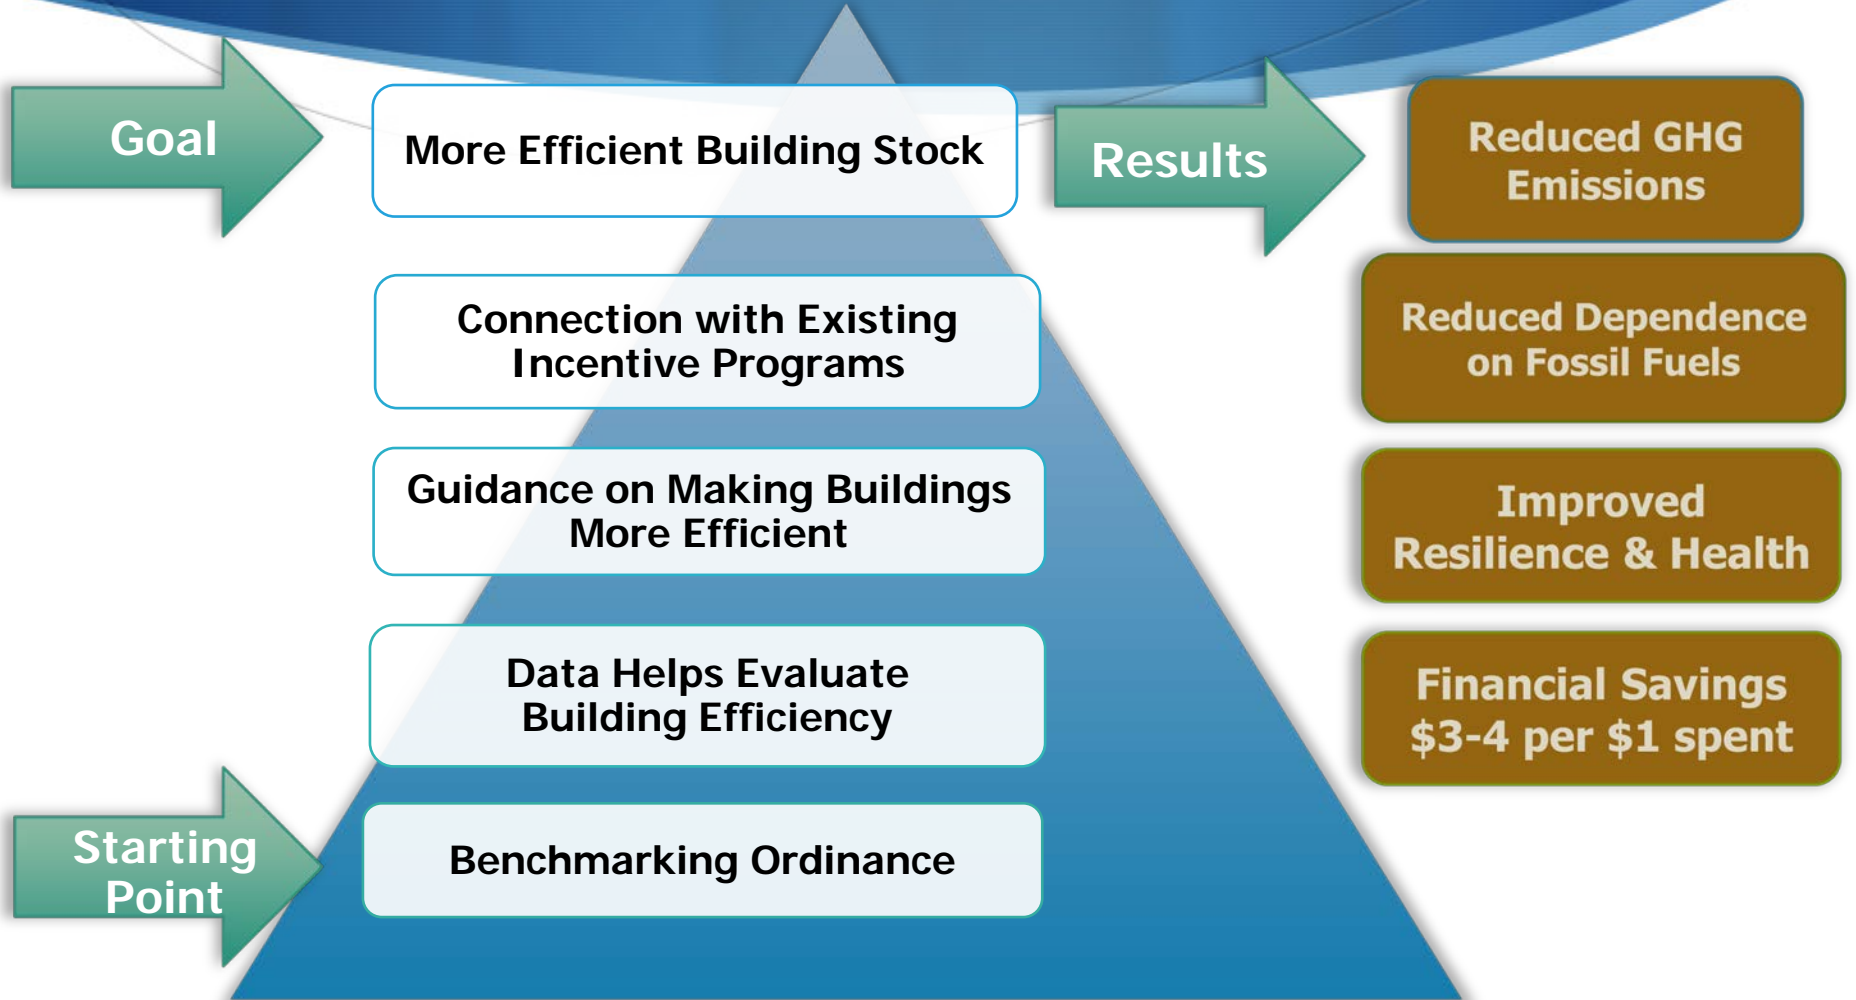 Goal
More Efficient Building Stock
Results
Reduced GHG
Emissions
Connection with Existing
Incentive Programs
Reduced Dependence
on Fossil Fuels
Guidance on Making Buildings
More Efficient
Improved
Resilience & Health
Data Helps Evaluate
Building Efficiency
Financial Savings
$3-4 per $1 spent
Starting
Point
Benchmarking Ordinance